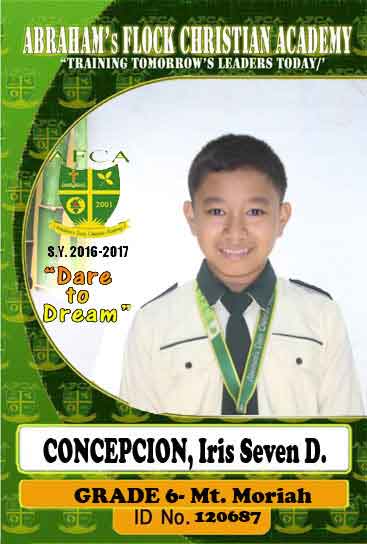 ABRAHAM's FLOCK CHRISTIAN ACADEMY
“TRAINING TOMORROW'S LEADERS TODAY/'
AFCA
2001
S.Y. 2016-2017
“Dare
to
Dream”
CONCEPCION, Iris Seven D.
GRADE 6- Mt. Moriah
ID No. 120687